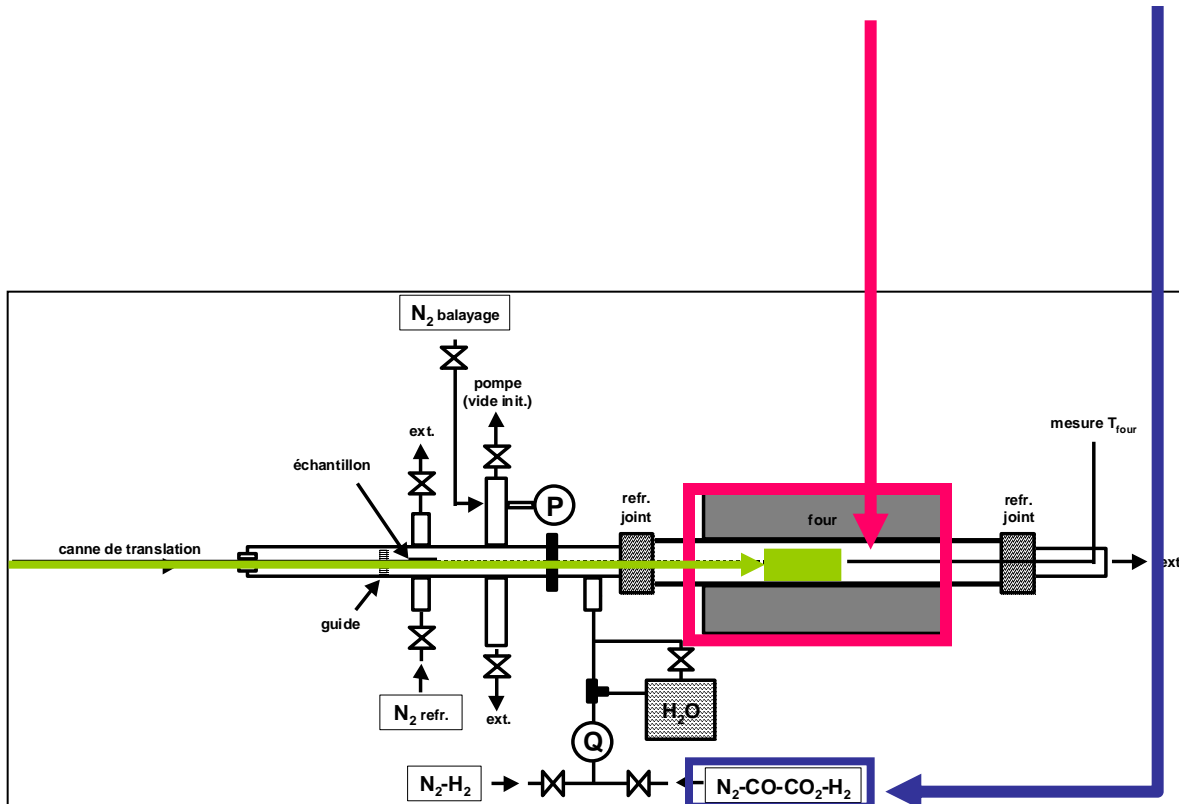 N₂ balayage
pompe
(vide init.)
ext.
mesure T_four
échantillon
refr.
joint
P
four
refr.
joint
canne de translation
ext
guide
N₂ refr.
ext.
H₂O
Q
N₂-H₂
N₂-CO-CO₂-H₂